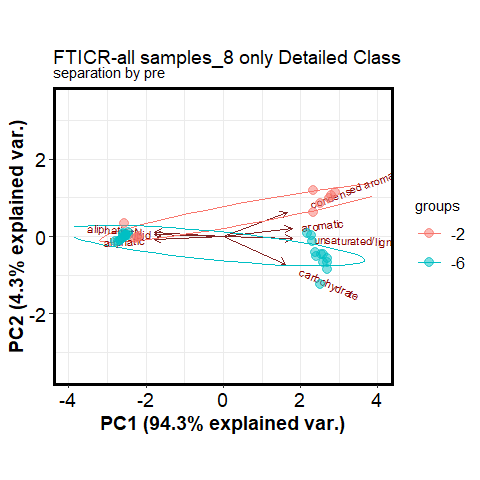 FTICR-all samples_8 only Detailed Class
separation by pre
PC2 (4.3% explained var.)
2
0
-2
condensed aroma
aromatic
unsaturated/lign
carbohydrate
aliphatic
aliphatic
groups
-2
-6
-4
-2
0
2
4
PC1 (94.3% explained var.)